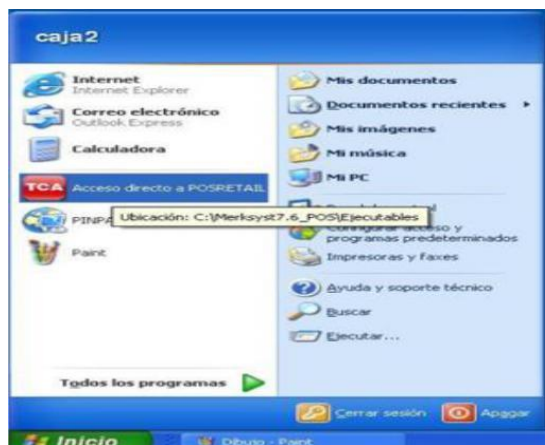 caja2
Internet
Internet Explorer
Correo electrónico
Outlook Express
Calculadora
TCA Acceso directo a POSRETAIL
Ubicación: C:\Merksyst7.6_POS\Ejecutables
Paint
Todos los programas
Mis documentos
Documentos recientes
Mis imágenes
Mi música
Mi PC
Configurar acceso y
programas predeterminados
Impresoras y faxes
Ayuda y soporte técnico
Buscar
Ejecutar...
Cerrar sesión
Apagar
Inicio
Dibujo - Paint